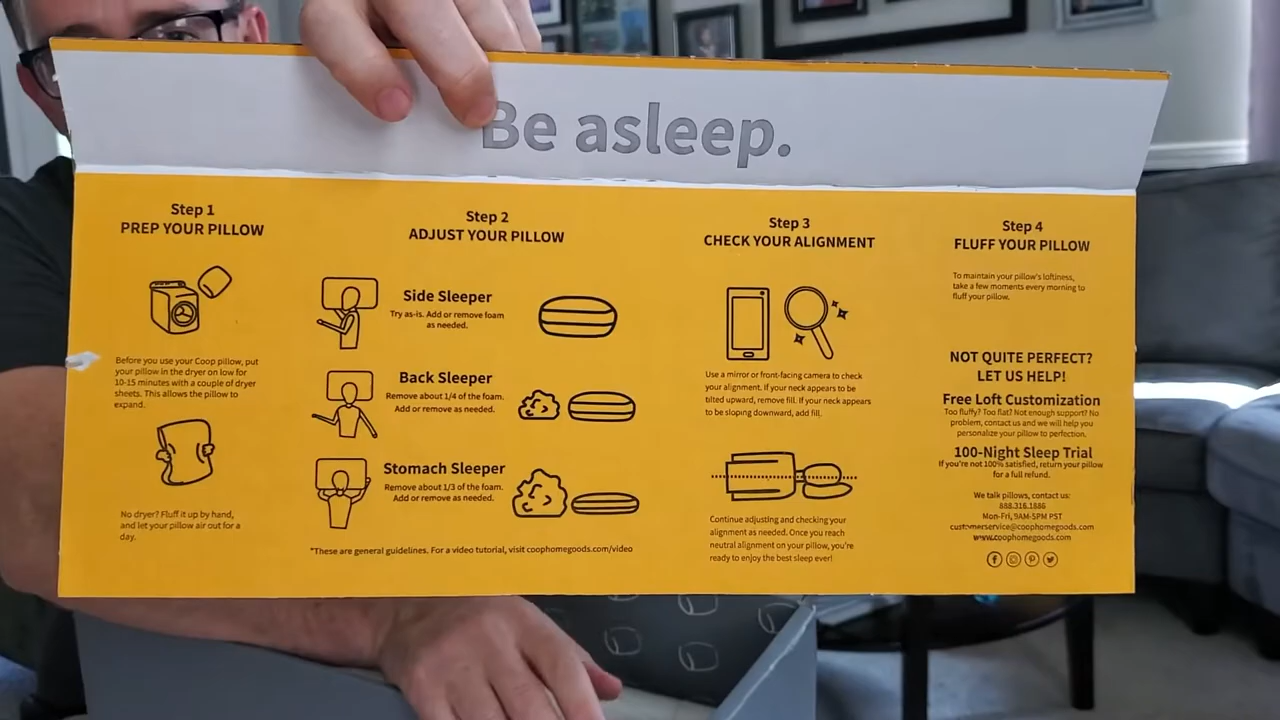 Be asleep.
Step 1
PREP YOUR PILLOW
Before you use your Coop pillow, put
your pillow in the dryer on low for
10-15 minutes with a couple of dryer
sheets. This allows the pillow to
expand.
No dryer? Fluff it up by hand,
and let your pillow air out for a
day.
Step 2
ADJUST YOUR PILLOW
Side Sleeper
Try as-is. Add or remove foam
as needed.
Back Sleeper
Remove about 1/4 of the foam.
Add or remove as needed.
Stomach Sleeper
Remove about 1/3 of the foam.
Add or remove as needed.
*These are general guidelines. For a video tutorial, visit coophomegoods.com/video
Step 3
CHECK YOUR ALIGNMENT
Use a mirror or front-facing camera to check
your alignment. If your neck appears to be
tilted upward, remove fill. If your neck appears
to be sloping downward, add fill.
Continue adjusting and checking your
alignment as needed. Once you reach
neutral alignment on your pillow, you're
ready to enjoy the best sleep ever!
Step 4
FLUFF YOUR PILLOW
To maintain your pillow's loftiness,
take a few moments every morning to
fluff your pillow.
NOT QUITE PERFECT?
LET US HELP!
Free Loft Customization
Too fluffy? Too flat? Not enough support? No
problem, contact us and we will help you
personalize your pillow to perfection.
100-Night Sleep Trial
If you're not 100% satisfied, return your pillow
for a full refund.
We talk pillows, contact us:
888.316.1886
Mon-Fri, 9AM-5PM PST
customerservice@coophomegoods.com
www.coophomegoods.com